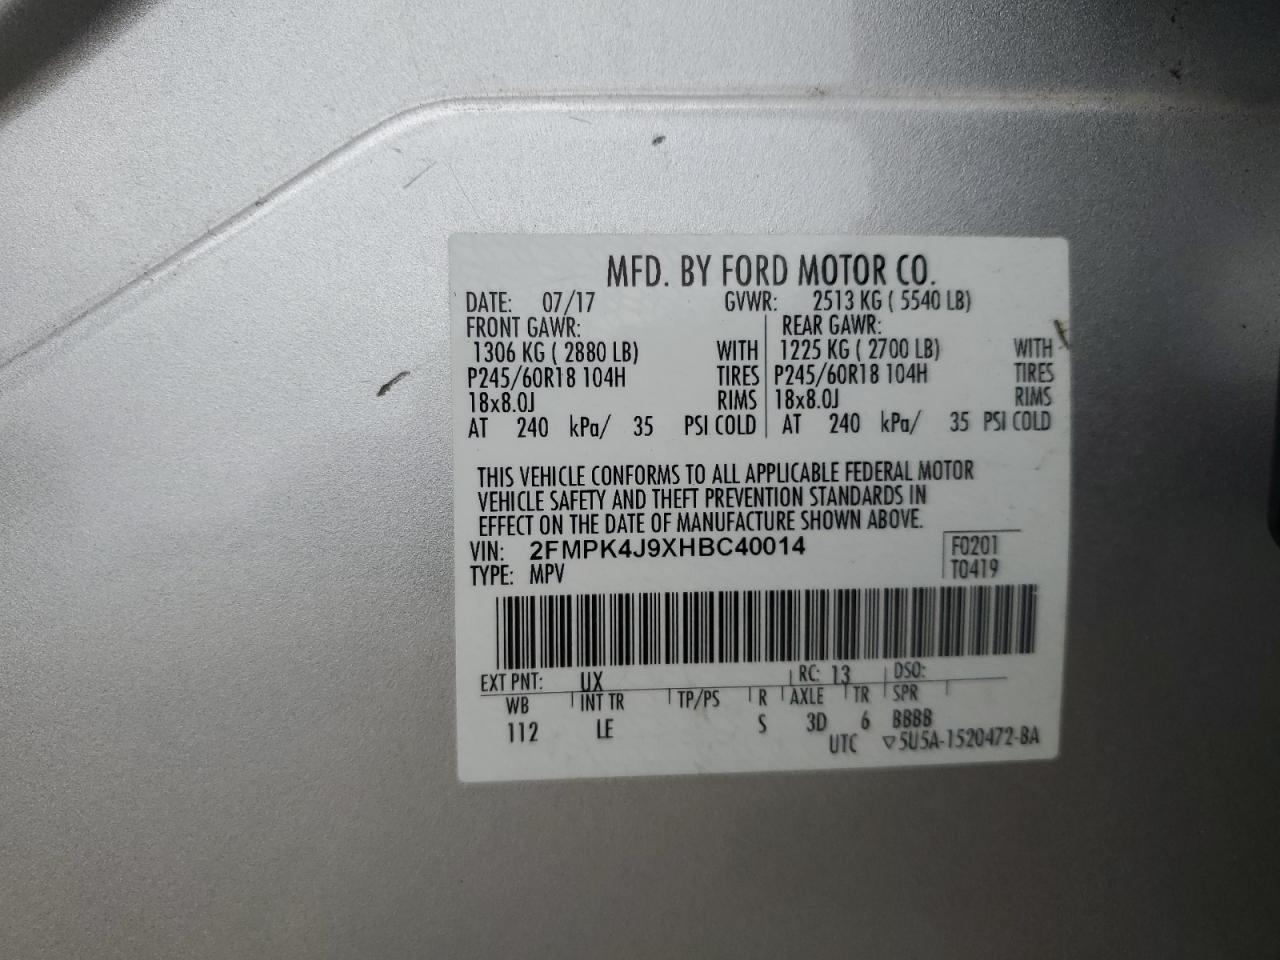 MFD. BY FORD MOTOR CO.
DATE: 07/17 GVWR: 2513 KG ( 5540 LB)
FRONT GAWR: REAR GAWR:
1306 KG ( 2880 LB) WITH 1225 KG ( 2700 LB) WITH
P245/60R18 104H TIRES P245/60R18 104H TIRES
18x8.0J RIMS 18x8.0J RIMS
AT 240 kPa/ 35 PSI COLD AT 240 kPa/ 35 PSI COLD
THIS VEHICLE CONFORMS TO ALL APPLICABLE FEDERAL MOTOR
VEHICLE SAFETY AND THEFT PREVENTION STANDARDS IN
EFFECT ON THE DATE OF MANUFACTURE SHOWN ABOVE.
VIN: 2FMPK4J9XHBC40014 F0201
TYPE: MPV T0419
EXT PNT: UX RC: 13 DSO:
WB INT TR TP/PS R AXLE TR SPR
112 LE S 3D 6 BBBB
UTC ▽5U5A-1520472-BA